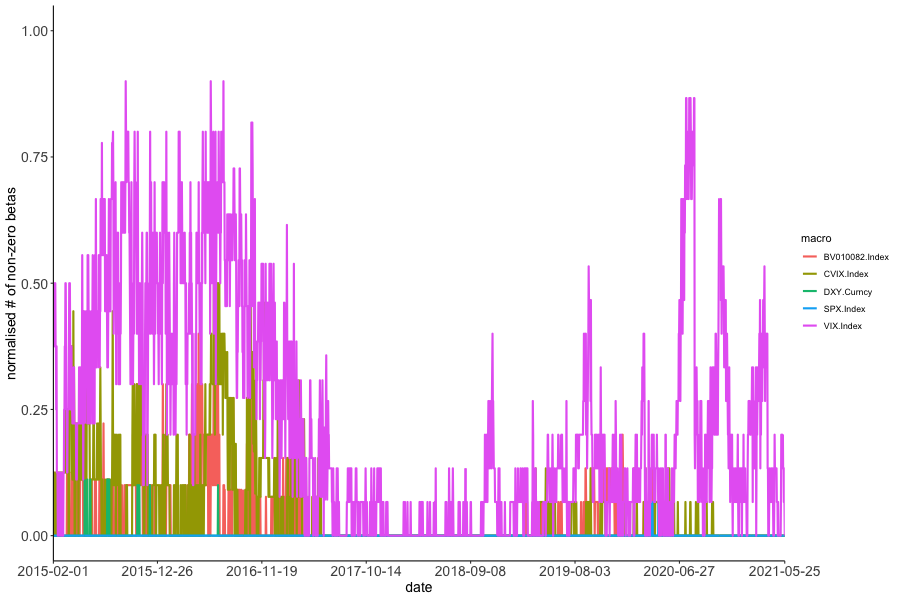 1.00
0.75
0.50
0.25
0.00
normalised # of non-zero betas
2015-02-01 2015-12-26 2016-11-19 2017-10-14 2018-09-08 2019-08-03 2020-06-27 2021-05-25
date
macro
BV010082.Index
CVIX.Index
DXY.Curncy
SPX.Index
VIX.Index